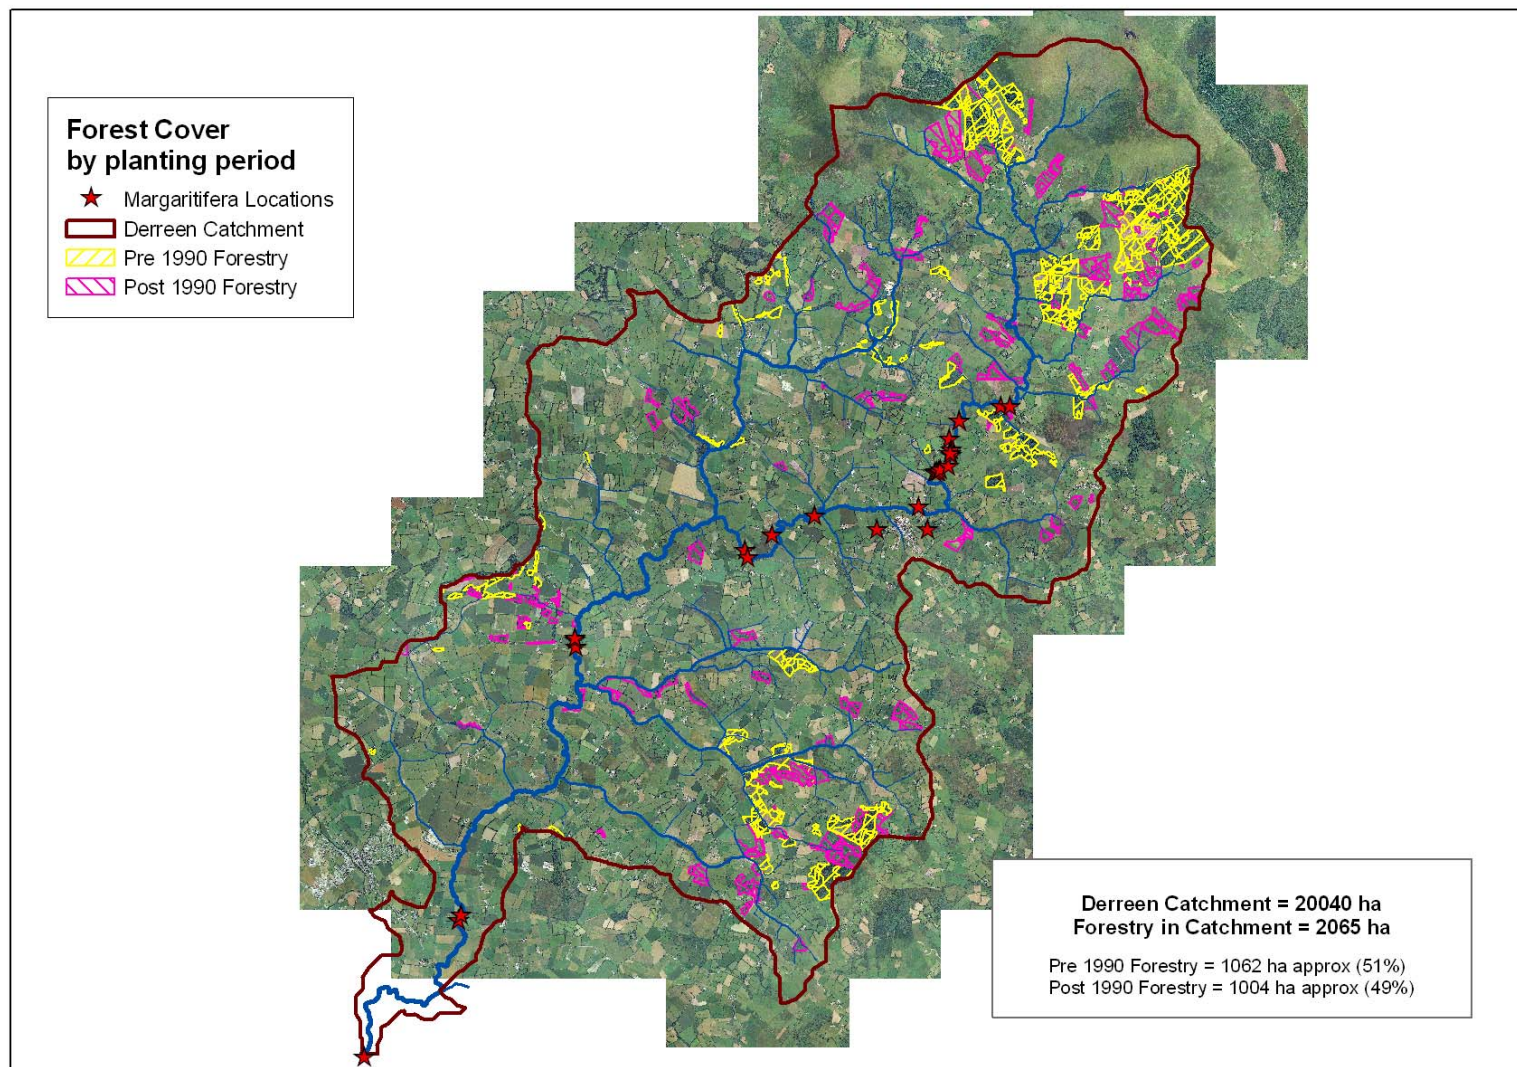 Forest Cover
by planting period
Margaritifera Locations
Derreen Catchment
Pre 1990 Forestry
Post 1990 Forestry
Derreen Catchment = 20040 ha
Forestry in Catchment = 2065 ha
Pre 1990 Forestry = 1062 ha approx (51%)
Post 1990 Forestry = 1004 ha approx (49%)